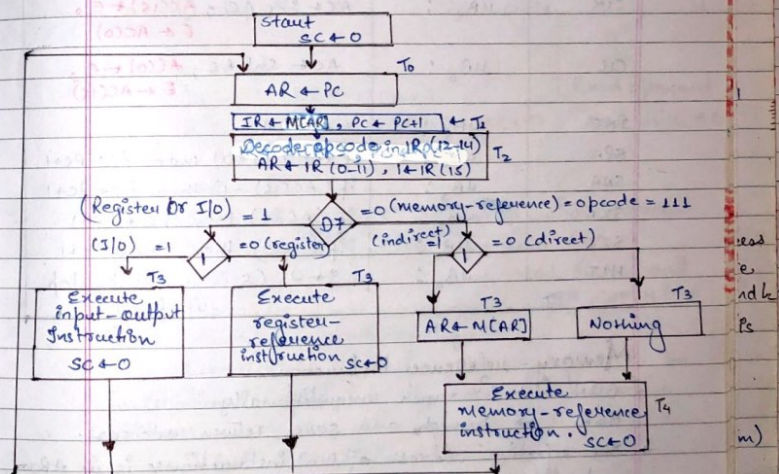 Start
SC ← 0
T0
AR ← PC
IR ← M[AR], PC ← PC+1 ← T1
Decode opcode in IR (12-14)
AR ← IR (0-11), I ← IR (15)
T2
(Register or I/O) = 1
D7
=0 (memory-reference) = opcode = 111
(I/O) =1
I
=0 (register)
(indirect) =1
I
=0 (direct)
T3
Execute
input-output
Instruction
SC ← 0
T3
Execute
register-
reference
instruction SC←0
T3
AR ← M[AR]
T3
Nothing
Execute
memory-reference
instruction. SC←0
T4